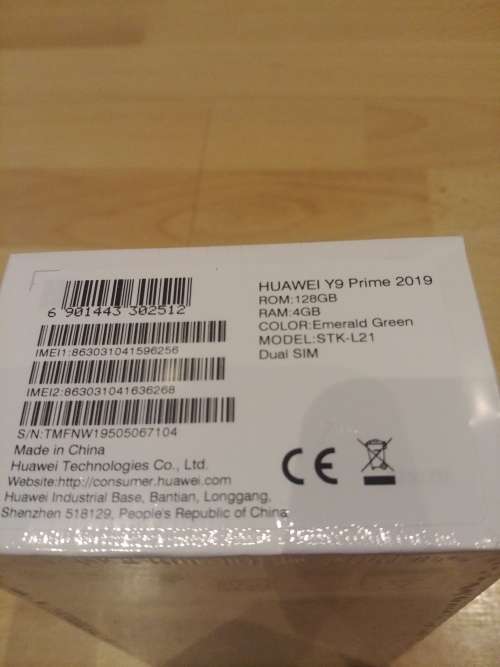 6 901443 302512
IMEI1:863031041596256
IMEI2:863031041636268
S/N:TMFNW19505067104
Made in China
Huawei Technologies Co., Ltd.
Website:http://consumer.huawei.com
Huawei Industrial Base, Bantian, Longgang,
Shenzhen 518129, People's Republic of China
HUAWEI Y9 Prime 2019
ROM:128GB
RAM:4GB
COLOR:Emerald Green
MODEL:STK-L21
Dual SIM
CE